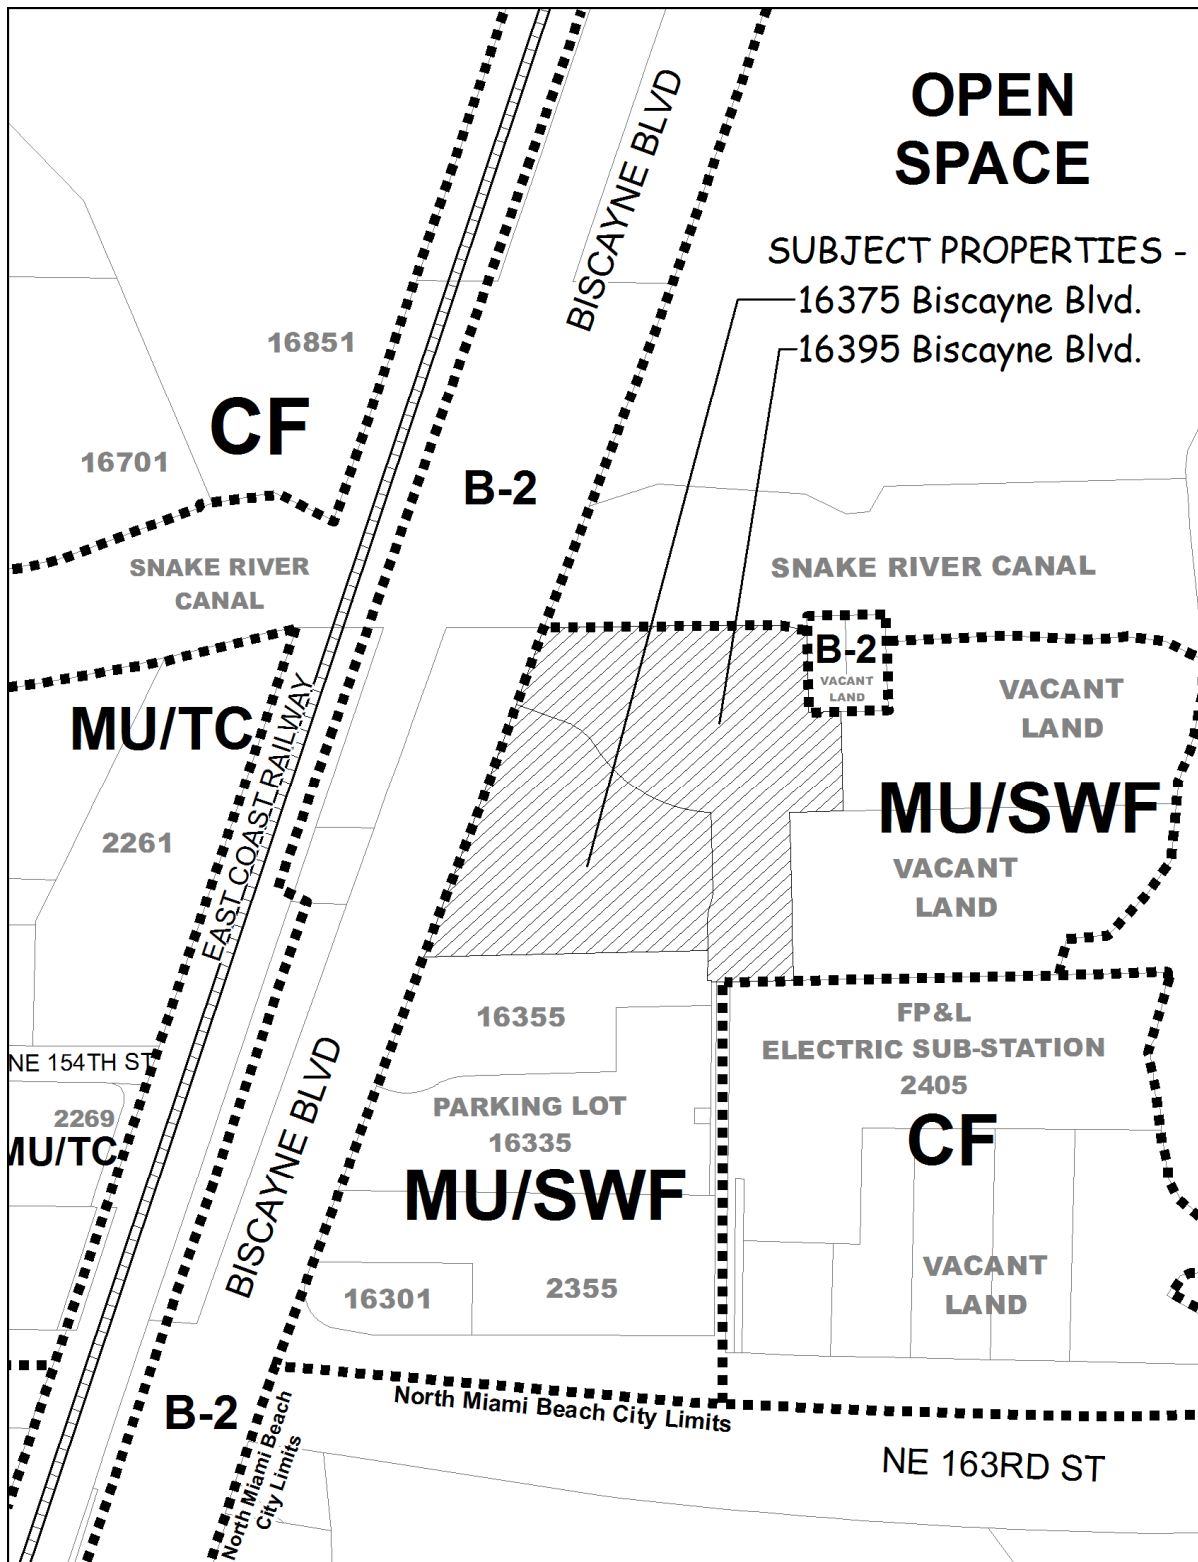 OPEN
SPACE
BISCAYNE BLVD
SUBJECT PROPERTIES -
16375 Biscayne Blvd.
16395 Biscayne Blvd.
16851
CF
16701
B-2
SNAKE RIVER
CANAL
SNAKE RIVER CANAL
B-2
VACANT
LAND
VACANT
LAND
MU/TC
EAST COAST RAILWAY
MU/SWF
2261
VACANT
LAND
16355
FP&L
ELECTRIC SUB-STATION
2405
NE 154TH ST
2269
MU/TC
BISCAYNE BLVD
PARKING LOT
16335
CF
MU/SWF
VACANT
LAND
16301
2355
B-2
North Miami Beach
City Limits
North Miami Beach City Limits
NE 163RD ST